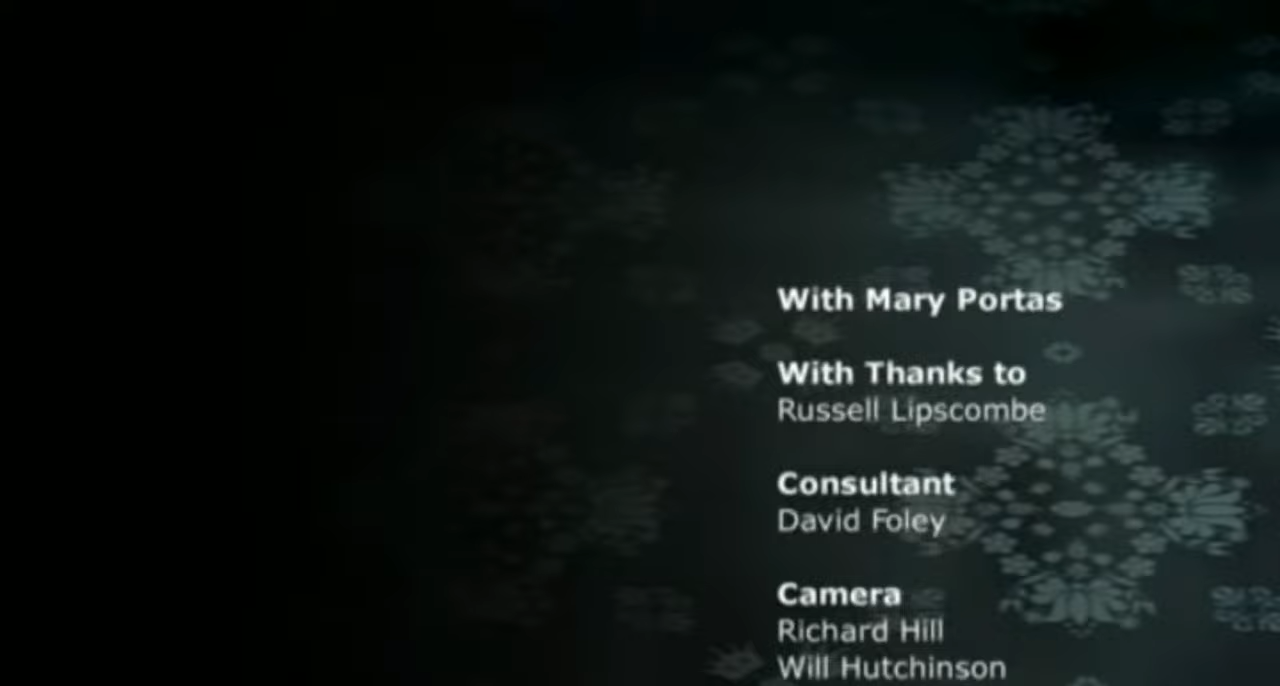 With Mary Portas
With Thanks to
Russell Lipscombe
Consultant
David Foley
Camera
Richard Hill
Will Hutchinson